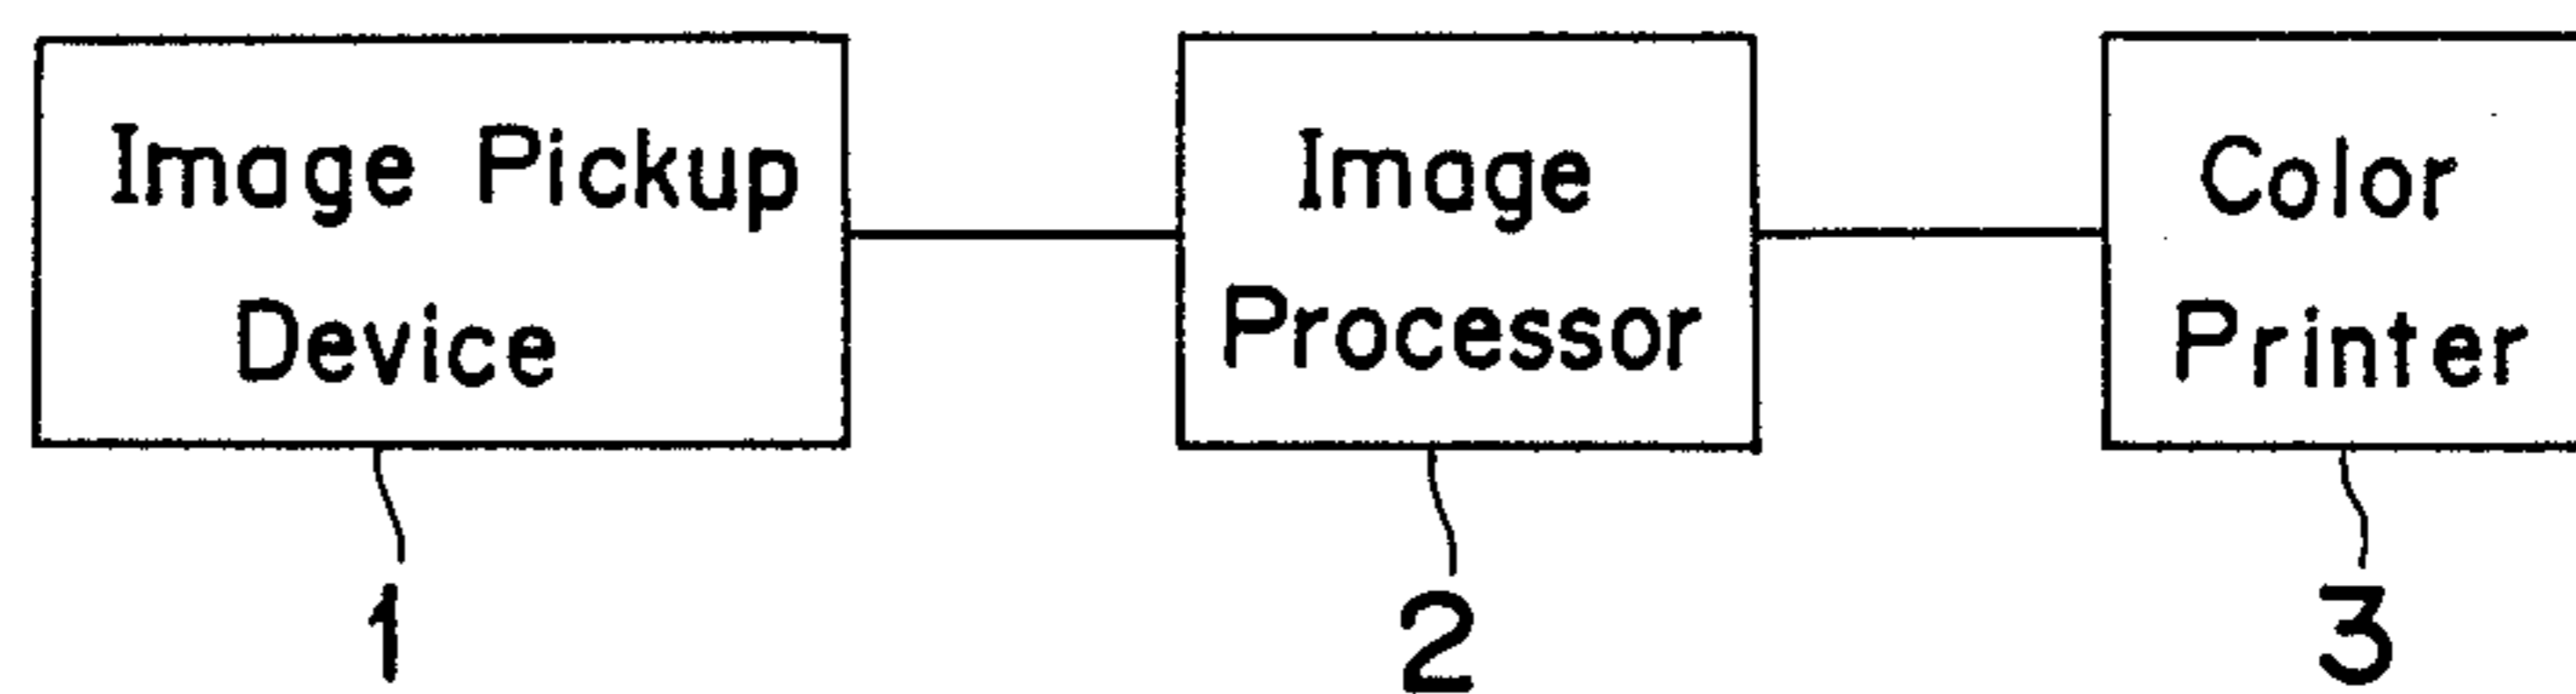 Image Pickup
Device
Image
Processor
Color
Printer
1
2
3